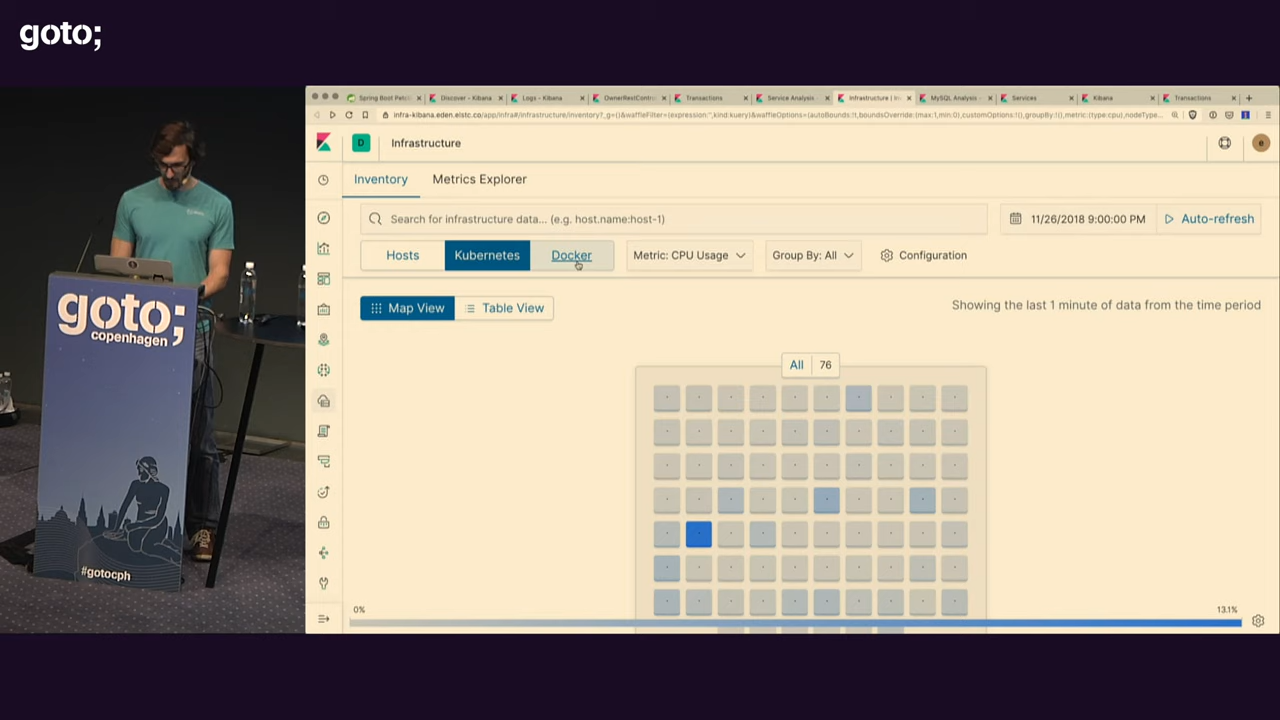 goto;
Spring Boot Petc
Discover - Kibana
Logs - Kibana
OwnerRestContr
Transactions
Service Analysis
Infrastructure | In
MySQL Analysis -
Services
Kibana
Transactions
D
Infrastructure
e
Inventory
Metrics Explorer
Search for infrastructure data... (e.g. host.name:host-1)
11/26/2018 9:00:00 PM
Auto-refresh
Hosts
Kubernetes
Docker
Metric: CPU Usage
Group By: All
Configuration
Map View
Table View
Showing the last 1 minute of data from the time period
All
76
0%
13.1%
goto;
copenhagen
#gotocph